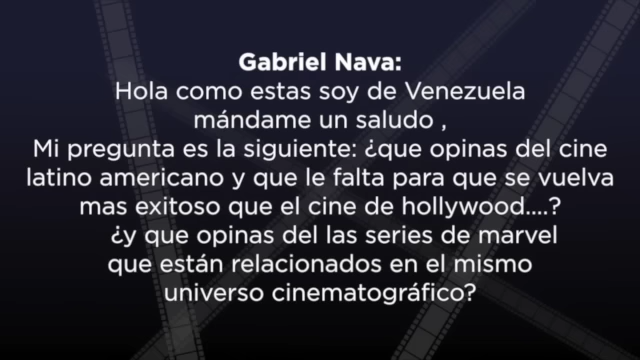 Gabriel Nava:
Hola como estas soy de Venezuela
mándame un saludo ,
Mi pregunta es la siguiente: ¿que opinas del cine
latino americano y que le falta para que se vuelva
mas exitoso que el cine de hollywood....?
¿y que opinas del las series de marvel
que están relacionados en el mismo
universo cinematográfico?